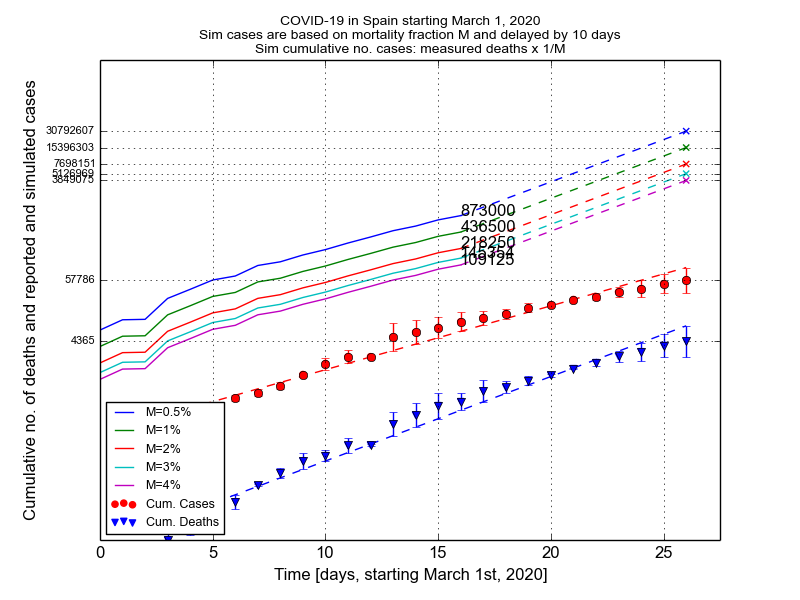 COVID-19 in Spain starting March 1, 2020
Sim cases are based on mortality fraction M and delayed by 10 days
Sim cumulative no. cases: measured deaths x 1/M
Cumulative no. of deaths and reported and simulated cases
30792607
15396303
7698151
5126969
3849075
57786
4365
873000
436500
218250
145354
109125
M=0.5%
M=1%
M=2%
M=3%
M=4%
Cum. Cases
Cum. Deaths
0 5 10 15 20 25
Time [days, starting March 1st, 2020]